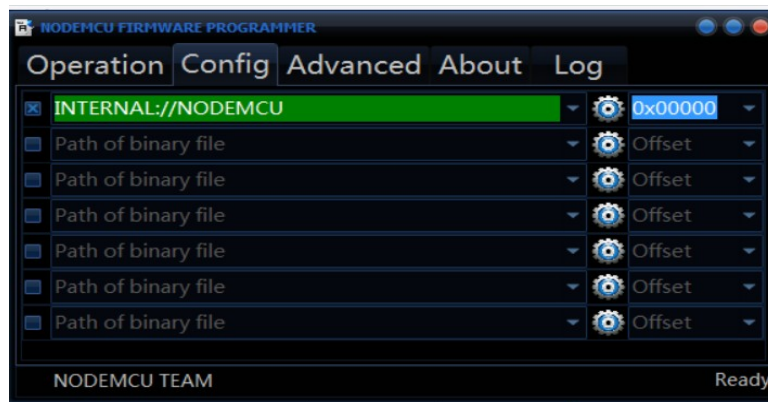 NODEMCU FIRMWARE PROGRAMMER
Operation Config Advanced About Log
INTERNAL://NODEMCU 0x00000
Path of binary file Offset
Path of binary file Offset
Path of binary file Offset
Path of binary file Offset
Path of binary file Offset
Path of binary file Offset
NODEMCU TEAM Ready